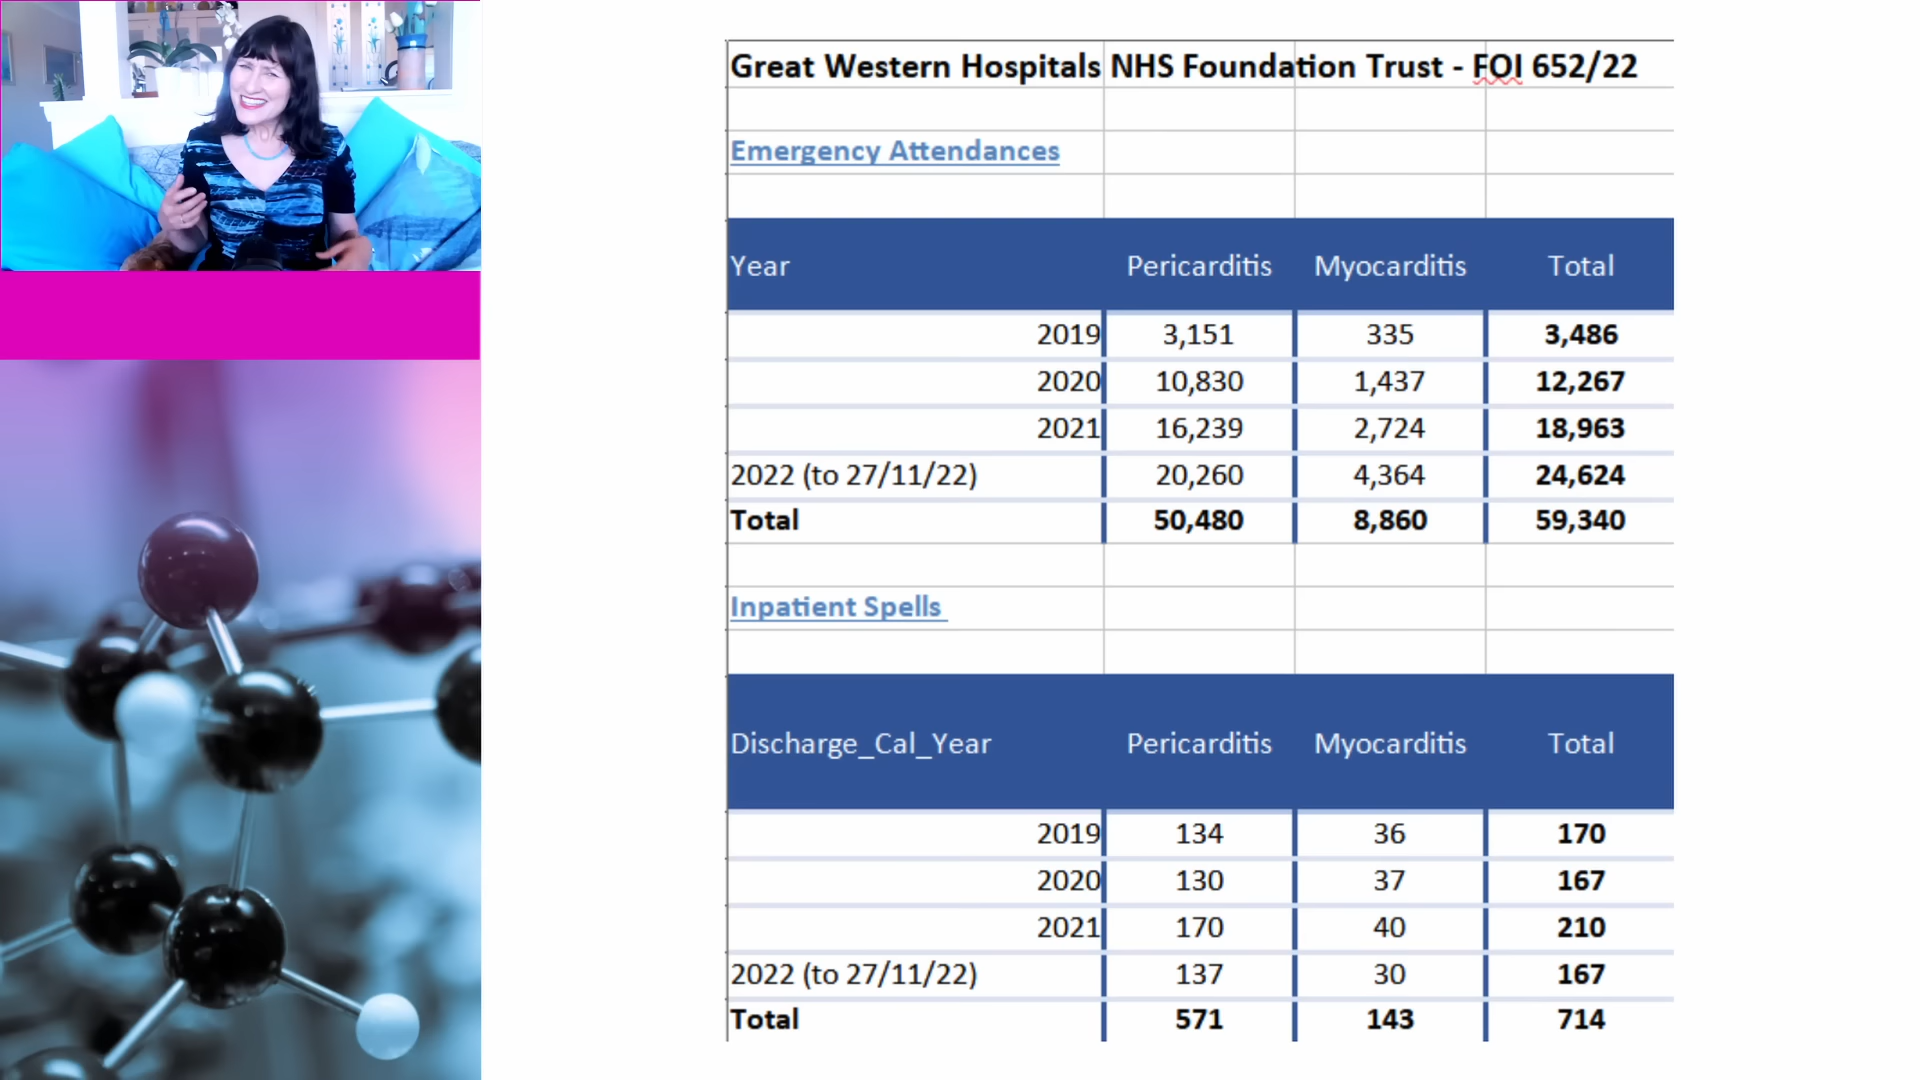 Great Western Hospitals NHS Foundation Trust - FOI 652/22
Emergency Attendances
Year Pericarditis Myocarditis Total
2019 3,151 335 3,486
2020 10,830 1,437 12,267
2021 16,239 2,724 18,963
2022 (to 27/11/22) 20,260 4,364 24,624
Total 50,480 8,860 59,340
Inpatient Spells
Discharge_Cal_Year Pericarditis Myocarditis Total
2019 134 36 170
2020 130 37 167
2021 170 40 210
2022 (to 27/11/22) 137 30 167
Total 571 143 714